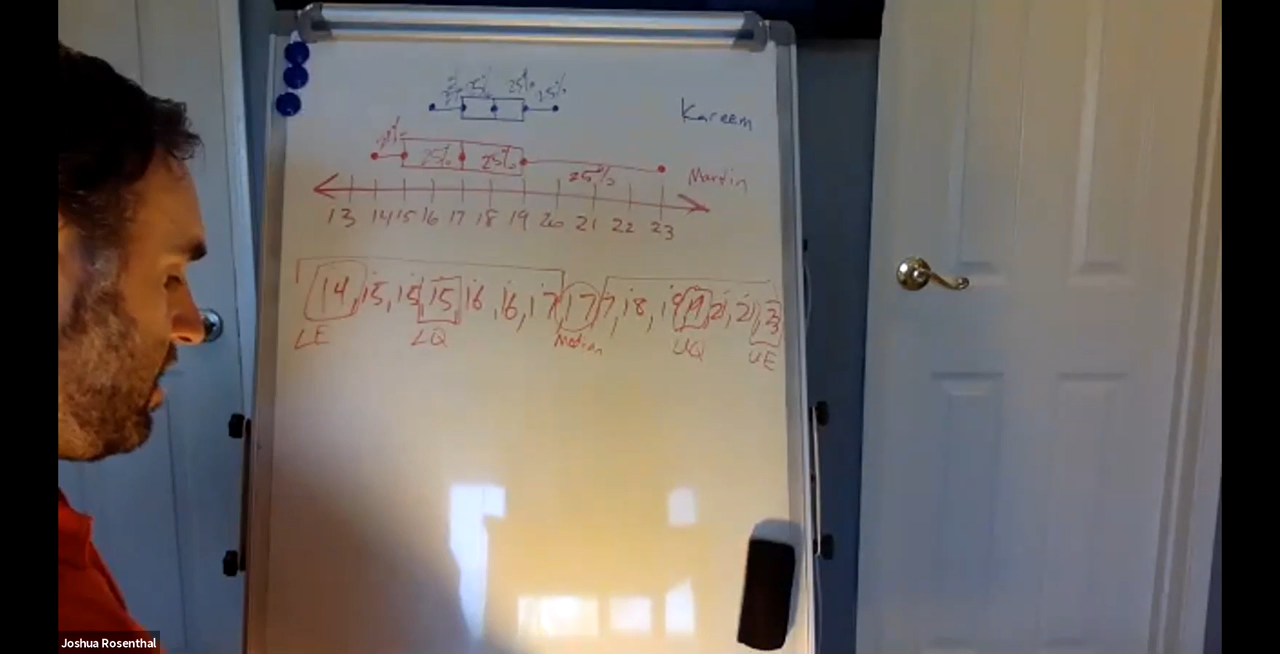 25% 25% 25%
Kareem
25% 25%
25%
Martin
13 14 15 16 17 18 19 20 21 22 23
14, 15, 15, 15, 16, 16, 17, 17, 17, 18, 19, 19, 21, 21, 23
LE LQ Median UQ UE
Joshua Rosenthal